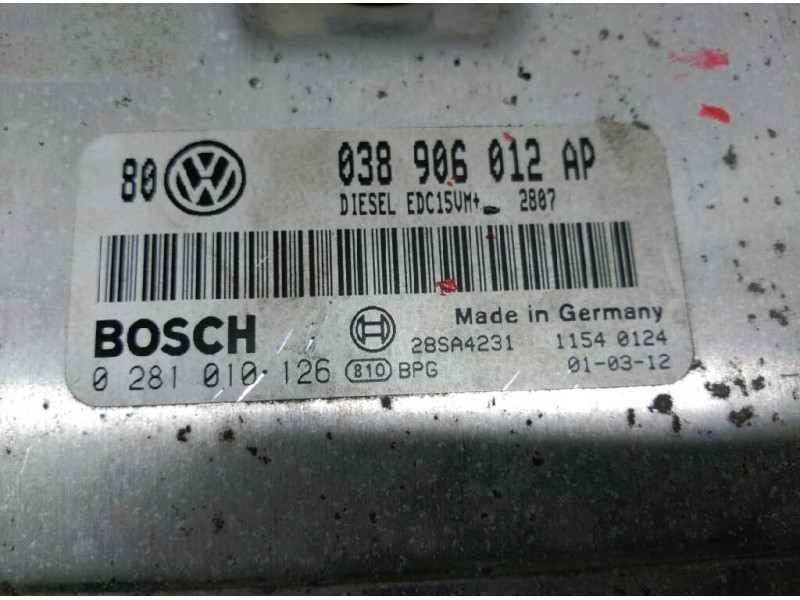 80 VW 038 906 012 AP
DIESEL EDC15VM+ 2807
BOSCH Made in Germany
28SA4231 1154 0124
0 281 010 126 810 BPG 01-03-12